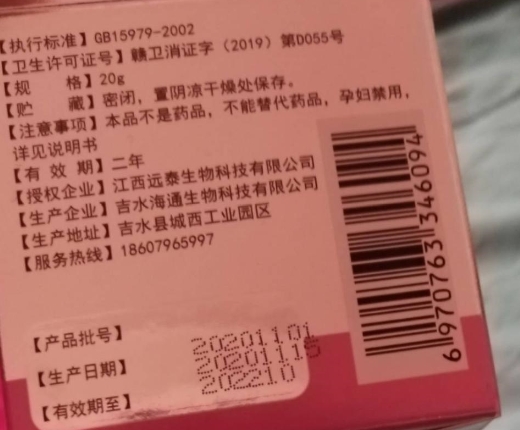 【执行标准】GB15979-2002
【卫生许可证号】赣卫消证字（2019）第D055号
【规 格】20g
【贮 藏】密闭，置阴凉干燥处保存。
【注意事项】本品不是药品，不能替代药品，孕妇禁用，
详见说明书
【有 效 期】二年
【授权企业】江西远泰生物科技有限公司
【生产企业】吉水海通生物科技有限公司
【生产地址】吉水县城西工业园区
【服务热线】18607965997
【产品批号】 20201101
【生产日期】 20201115
【有效期至】 202210
6970763346094